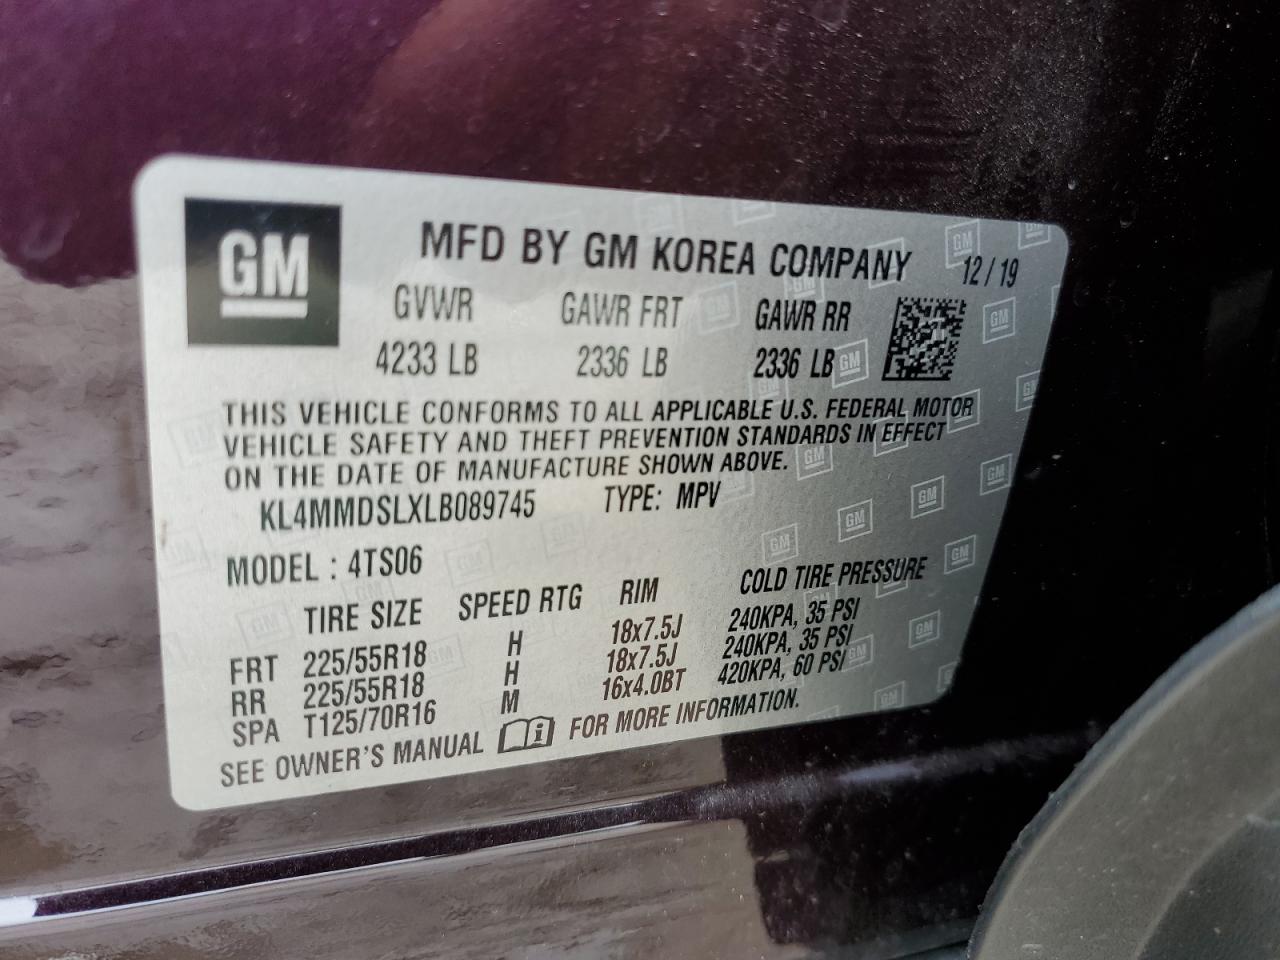 GM
MFD BY GM KOREA COMPANY 12 / 19
GVWR GAWR FRT GAWR RR
4233 LB 2336 LB 2336 LB
THIS VEHICLE CONFORMS TO ALL APPLICABLE U.S. FEDERAL MOTOR
VEHICLE SAFETY AND THEFT PREVENTION STANDARDS IN EFFECT
ON THE DATE OF MANUFACTURE SHOWN ABOVE.
KL4MMDSLXLB089745 TYPE: MPV
MODEL : 4TS06
TIRE SIZE SPEED RTG RIM COLD TIRE PRESSURE
FRT 225/55R18 H 18x7.5J 240KPA, 35 PSI
RR 225/55R18 H 18x7.5J 240KPA, 35 PSI
SPA T125/70R16 M 16x4.0BT 420KPA, 60 PSI
SEE OWNER'S MANUAL FOR MORE INFORMATION.